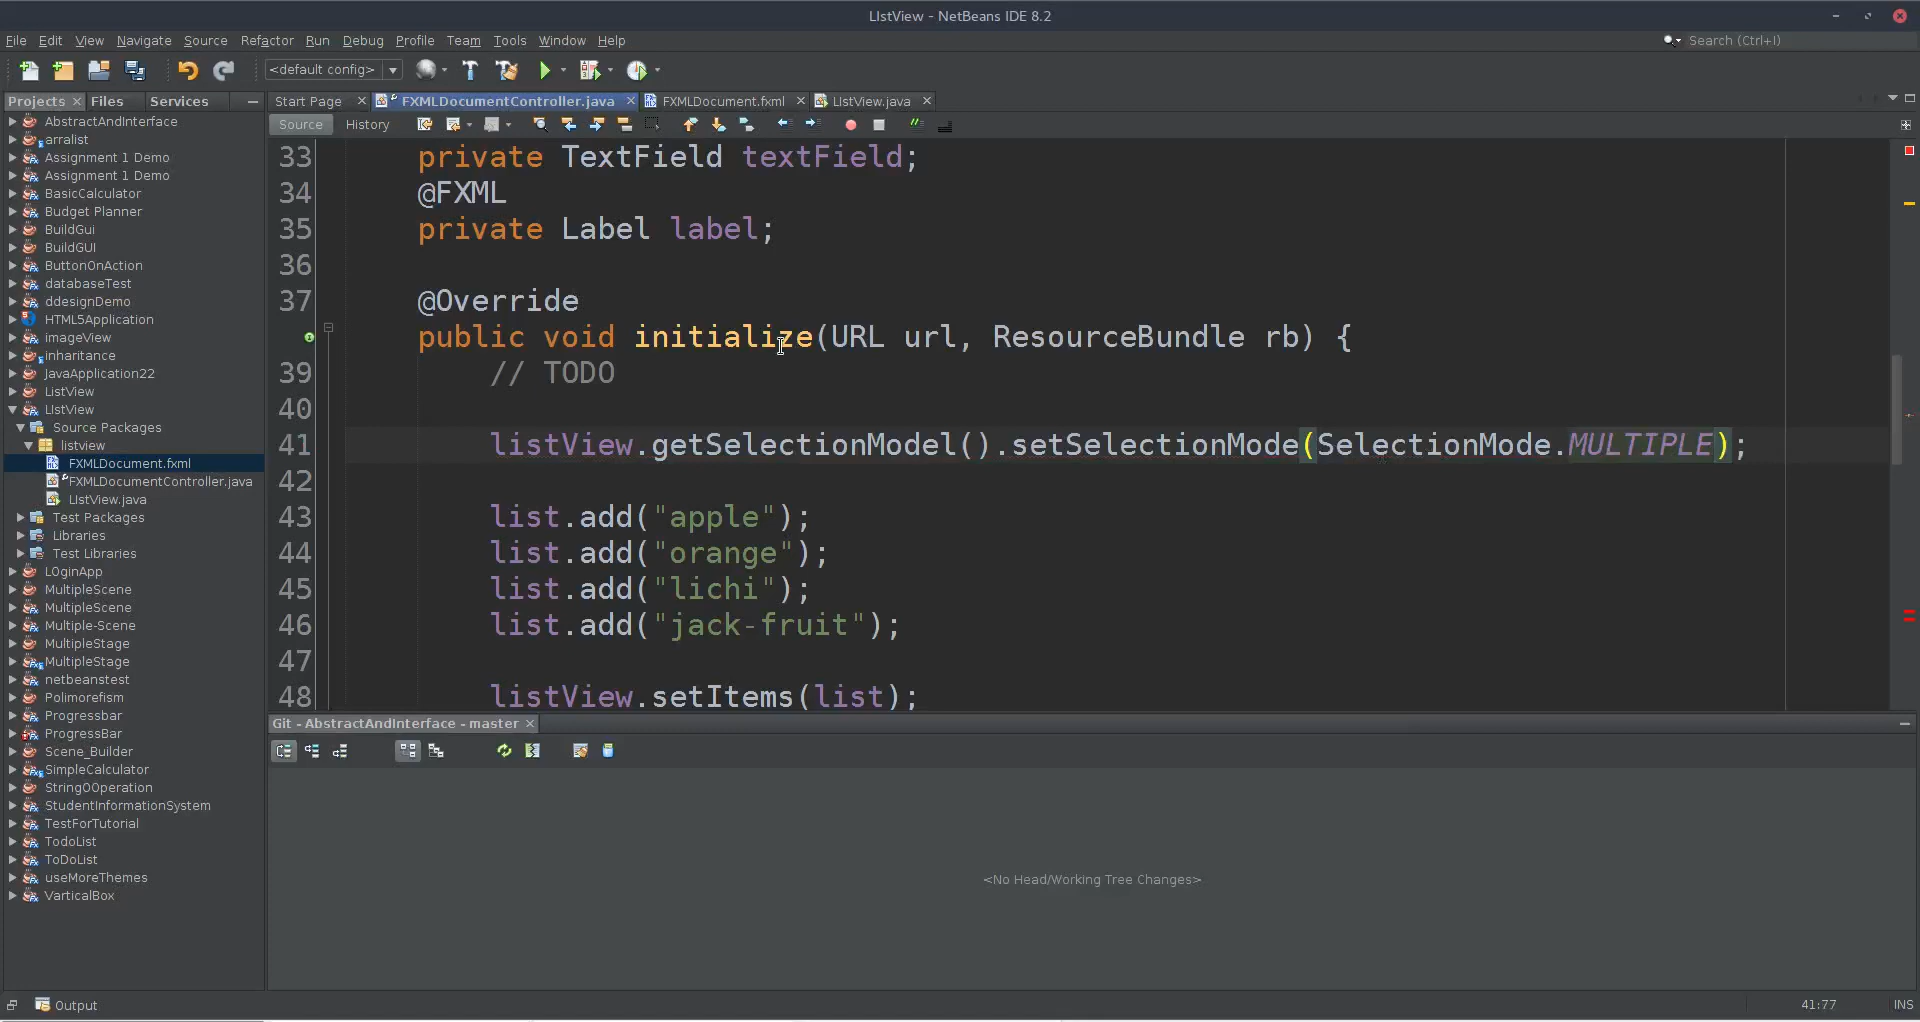 LIstView - NetBeans IDE 8.2
File Edit View Navigate Source Refactor Run Debug Profile Team Tools Window Help
Search (Ctrl+I)
<default config>
Projects Files Services
Start Page FXMLDocumentController.java FXMLDocument.fxml LIstView.java
Source History
AbstractAndInterface
arralist
Assignment 1 Demo
Assignment 1 Demo
BasicCalculator
Budget Planner
BuildGui
BuildGUI
ButtonOnAction
databaseTest
ddesignDemo
HTML5Application
imageView
inharitance
JavaApplication22
ListView
LIstView
Source Packages
listview
FXMLDocument.fxml
FXMLDocumentController.java
LIstView.java
Test Packages
Libraries
Test Libraries
LOginApp
MultipleScene
MultipleScene
Multiple-Scene
MultipleStage
MultipleStage
netbeanstest
Polimorefism
Progressbar
ProgressBar
Scene_Builder
SimpleCalculator
StringOOperation
StudentInformationSystem
TestForTutorial
TodoList
ToDoList
useMoreThemes
VarticalBox
33 private TextField textField;
34 @FXML
35 private Label label;
36
37 @Override
public void initialize(URL url, ResourceBundle rb) {
39 // TODO
40
41 listView.getSelectionModel().setSelectionMode(SelectionMode.MULTIPLE);
42
43 list.add("apple");
44 list.add("orange");
45 list.add("lichi");
46 list.add("jack-fruit");
47
48 listView.setItems(list);
Git - AbstractAndInterface - master
<No Head/Working Tree Changes>
Output
41:77 INS